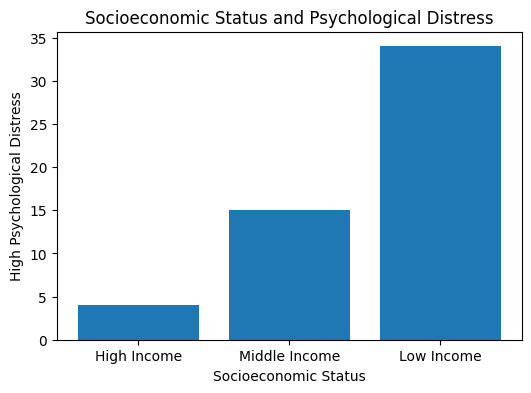 Socioeconomic Status and Psychological Distress
High Psychological Distress
35
30
25
20
15
10
5
0
High Income Middle Income Low Income
Socioeconomic Status